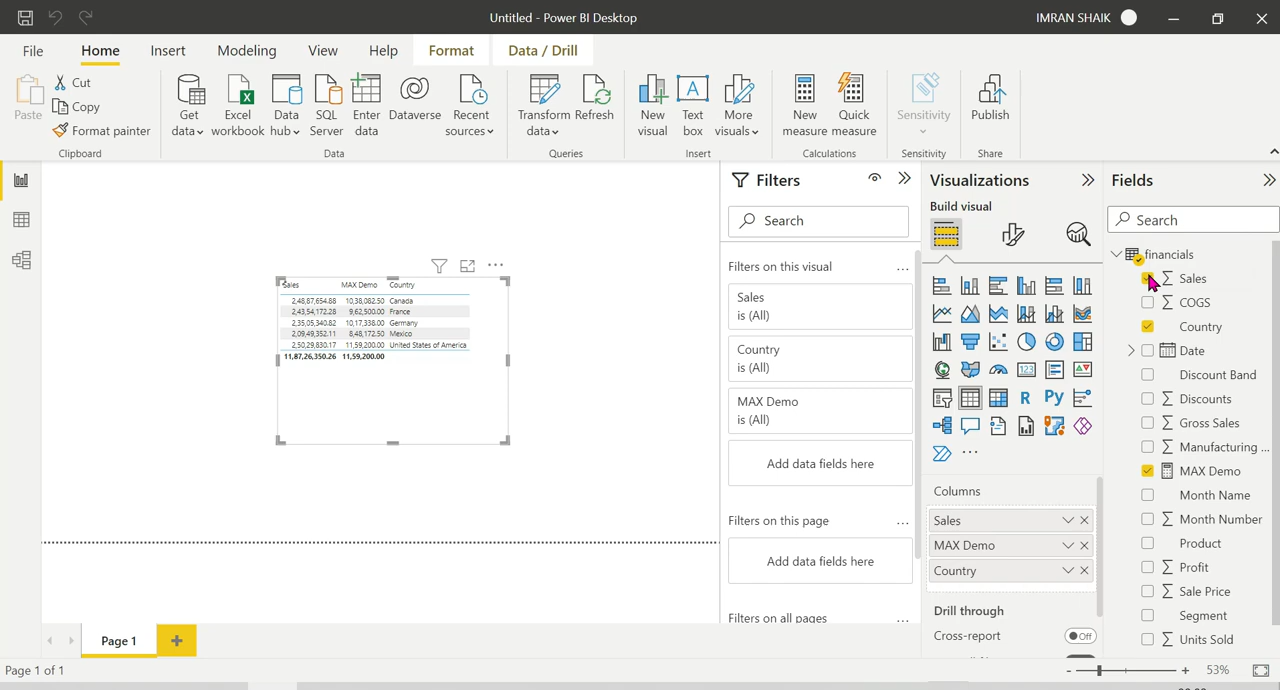 Untitled - Power BI Desktop
IMRAN SHAIK
File Home Insert Modeling View Help Format Data / Drill
Paste
Cut
Copy
Format painter
Clipboard
Get data
Excel workbook
Data hub
SQL Server
Enter data
Dataverse
Recent sources
Data
Transform data
Refresh
Queries
New visual
Text box
More visuals
Insert
New measure
Quick measure
Calculations
Sensitivity
Sensitivity
Publish
Share
Sales MAX Demo Country
2,48,87,654.88 10,38,082.50 Canada
2,43,54,172.28 9,62,500.00 France
2,35,05,340.82 10,17,338.00 Germany
2,09,49,352.11 8,48,172.50 Mexico
2,50,29,830.17 11,59,200.00 United States of America
11,87,26,350.26 11,59,200.00
Filters
Search
Filters on this visual ...
Sales
is (All)
Country
is (All)
MAX Demo
is (All)
Add data fields here
Filters on this page ...
Add data fields here
Filters on all pages ...
Visualizations
Build visual
123
R
Py
...
Columns
Sales
MAX Demo
Country
Drill through
Cross-report
Off
Fields
Search
financials
Sales
COGS
Country
Date
Discount Band
Discounts
Gross Sales
Manufacturing ...
MAX Demo
Month Name
Month Number
Product
Profit
Sale Price
Segment
Units Sold
Page 1
Page 1 of 1
- + 53%